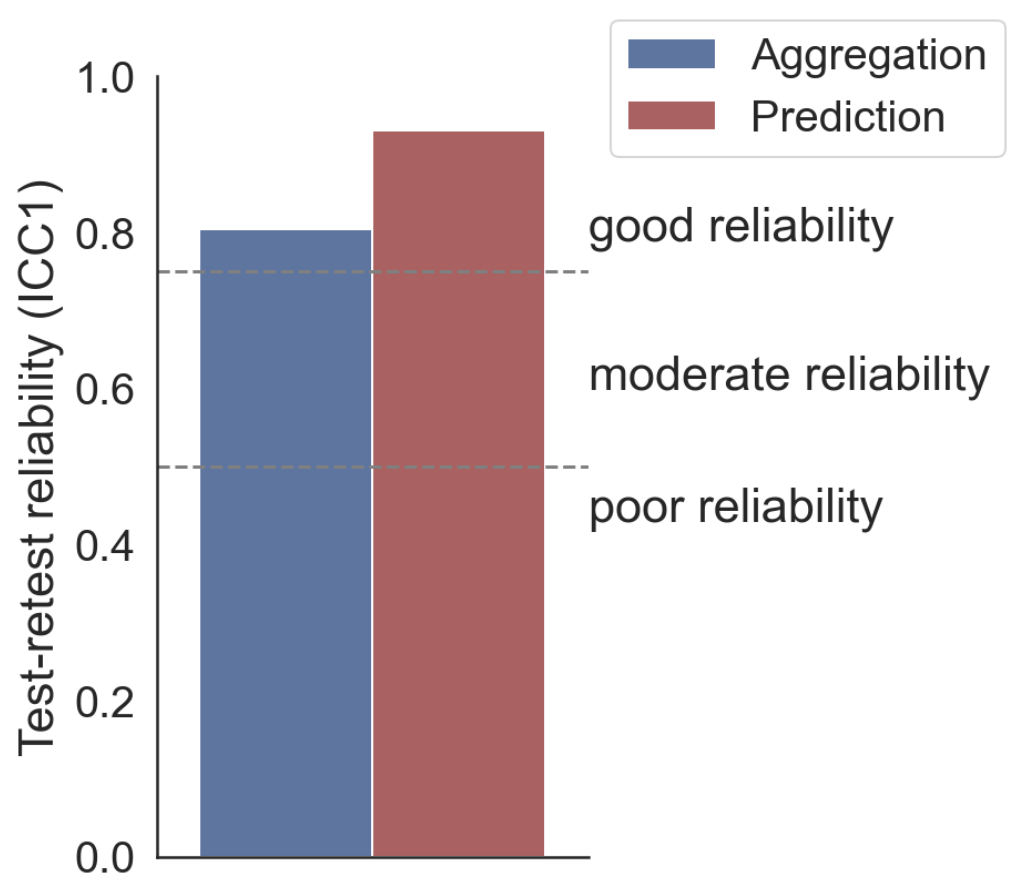 Aggregation
Prediction
Test-retest reliability (ICC1)
1.0
0.8
0.6
0.4
0.2
0.0
good reliability
moderate reliability
poor reliability